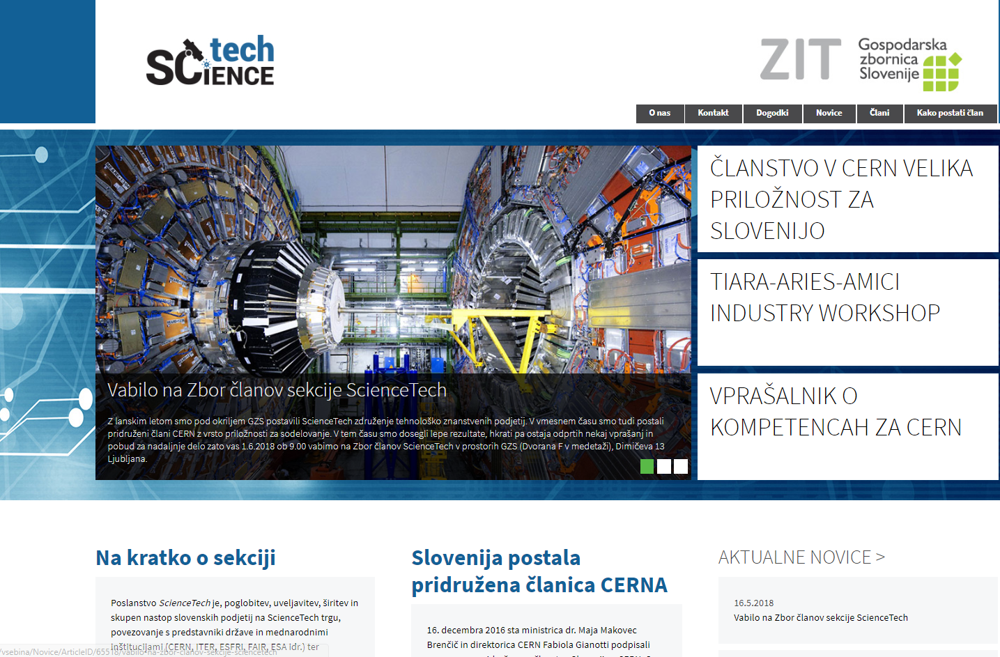 tech
SCIENCE
ZIT
Gospodarska
zbornica
Slovenije
O nas
Kontakt
Dogodki
Novice
Člani
Kako postati član
ČLANSTVO V CERN VELIKA
PRILOŽNOST ZA
SLOVENIJO
TIARA-ARIES-AMICI
INDUSTRY WORKSHOP
VPRAŠALNIK O
KOMPETENCAH ZA CERN
Vabilo na Zbor članov sekcije ScienceTech
Z lanskim letom smo pod okriljem GZS postavili ScienceTech združenje tehnološko znanstvenih podjetij. V vmesnem času smo tudi postali
pridruženi člani CERN z vrsto priložnosti za sodelovanje. V tem času smo dosegli lepe rezultate, hkrati pa ostaja odprtih nekaj vprašanj in
pobud za nadaljnje delo zato vas 1.6.2018 ob 9.00 vabimo na Zbor članov ScienceTech v prostorih GZS (Dvorana F v medetaži), Dimičeva 13
Ljubljana.
Na kratko o sekciji
Poslanstvo ScienceTech je, poglobitev, uveljavitev, širitev in
skupen nastop slovenskih podjetij na ScienceTech trgu,
povezovanje s predstavniki države in mednarodnimi
inštitucijami (CERN, ITER, ESFRI, FAIR, ESA idr.) ter
Slovenija postala
pridružena članica CERNA
16. decembra 2016 sta ministrica dr. Maja Makovec
Brenčič in direktorica CERN Fabiola Gianotti podpisali
AKTUALNE NOVICE >
16.5.2018
Vabilo na Zbor članov sekcije ScienceTech
/vsebina/Novice/ArticleID/65518/vabilo-na-zbor-clanov-sekcije-sciencetech